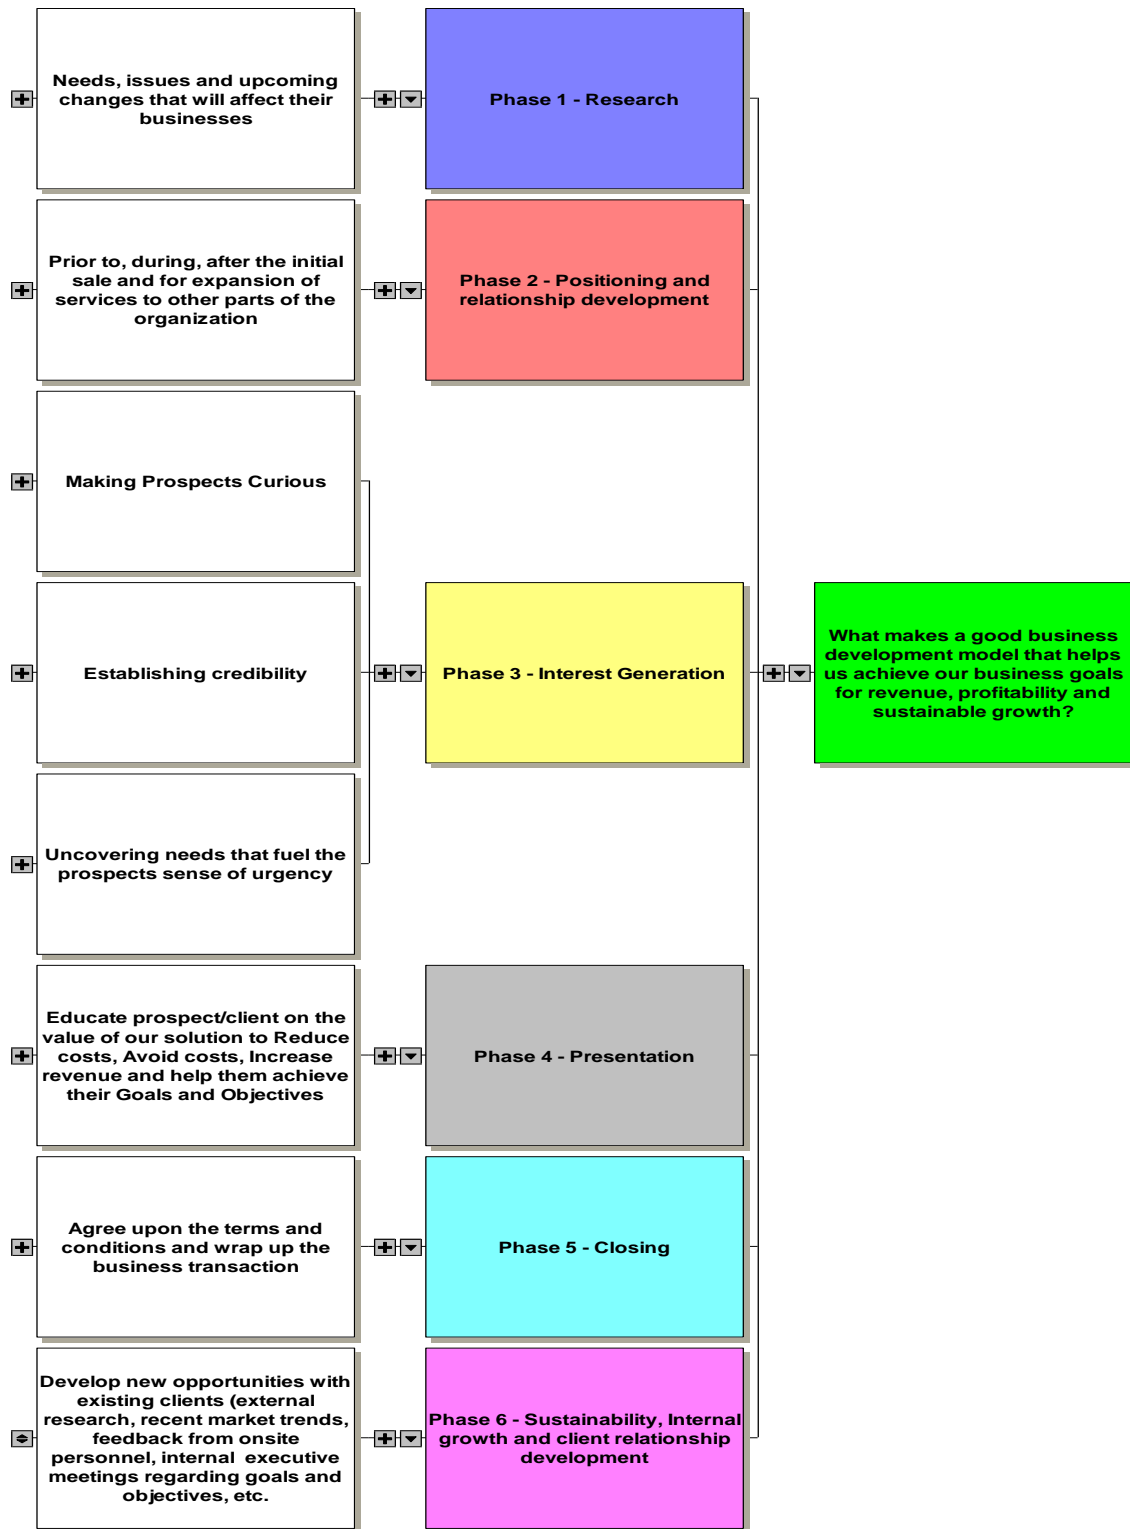 Needs, issues and upcoming
changes that will affect their
businesses
Phase 1 - Research
Prior to, during, after the initial
sale and for expansion of
services to other parts of the
organization
Phase 2 - Positioning and
relationship development
Making Prospects Curious
Establishing credibility
Phase 3 - Interest Generation
What makes a good business
development model that helps
us achieve our business goals
for revenue, profitability and
sustainable growth?
Uncovering needs that fuel the
prospects sense of urgency
Educate prospect/client on the
value of our solution to Reduce
costs, Avoid costs, Increase
revenue and help them achieve
their Goals and Objectives
Phase 4 - Presentation
Agree upon the terms and
conditions and wrap up the
business transaction
Phase 5 - Closing
Develop new opportunities with
existing clients (external
research, recent market trends,
feedback from onsite
personnel, internal executive
meetings regarding goals and
objectives, etc.
Phase 6 - Sustainability, Internal
growth and client relationship
development